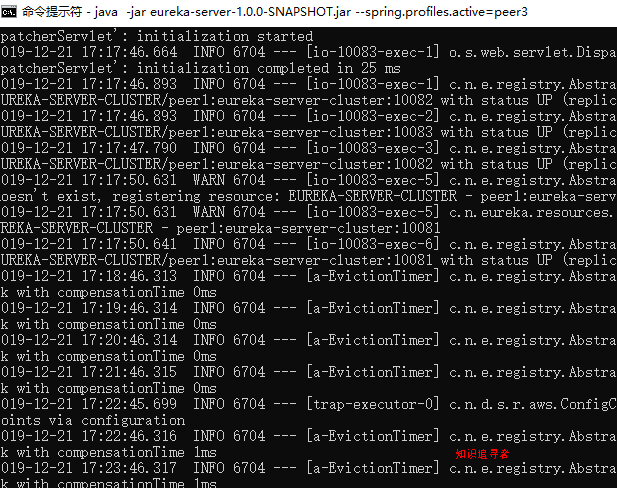 命令提示符 - java  -jar eureka-server-1.0.0-SNAPSHOT.jar --spring.profiles.active=peer3
patcherServlet': initialization started
019-12-21 17:17:46.664  INFO 6704 --- [io-10083-exec-1] o.s.web.servlet.Dispa
patcherServlet': initialization completed in 25 ms
019-12-21 17:17:46.893  INFO 6704 --- [io-10083-exec-1] c.n.e.registry.Abstra
UREKA-SERVER-CLUSTER/peer1:eureka-server-cluster:10082 with status UP (replic
019-12-21 17:17:46.893  INFO 6704 --- [io-10083-exec-2] c.n.e.registry.Abstra
UREKA-SERVER-CLUSTER/peer1:eureka-server-cluster:10083 with status UP (replic
019-12-21 17:17:47.790  INFO 6704 --- [io-10083-exec-3] c.n.e.registry.Abstra
UREKA-SERVER-CLUSTER/peer1:eureka-server-cluster:10082 with status UP (replic
019-12-21 17:17:50.631  WARN 6704 --- [io-10083-exec-5] c.n.e.registry.Abstra
oesn't exist, registering resource: EUREKA-SERVER-CLUSTER - peer1:eureka-serv
019-12-21 17:17:50.631  WARN 6704 --- [io-10083-exec-5] c.n.eureka.resources.
REKA-SERVER-CLUSTER - peer1:eureka-server-cluster:10081
019-12-21 17:17:50.641  INFO 6704 --- [io-10083-exec-6] c.n.e.registry.Abstra
UREKA-SERVER-CLUSTER/peer1:eureka-server-cluster:10081 with status UP (replic
019-12-21 17:18:46.313  INFO 6704 --- [a-EvictionTimer] c.n.e.registry.Abstra
k with compensationTime 0ms
019-12-21 17:19:46.314  INFO 6704 --- [a-EvictionTimer] c.n.e.registry.Abstra
k with compensationTime 0ms
019-12-21 17:20:46.314  INFO 6704 --- [a-EvictionTimer] c.n.e.registry.Abstra
k with compensationTime 0ms
019-12-21 17:21:46.315  INFO 6704 --- [a-EvictionTimer] c.n.e.registry.Abstra
k with compensationTime 0ms
019-12-21 17:22:45.699  INFO 6704 --- [trap-executor-0] c.n.d.s.r.aws.ConfigC
oints via configuration
019-12-21 17:22:46.316  INFO 6704 --- [a-EvictionTimer] c.n.e.registry.Abstra
k with compensationTime 1ms
知识追寻者
019-12-21 17:23:46.317  INFO 6704 --- [a-EvictionTimer] c.n.e.registry.Abstra
k with compensationTime 1ms